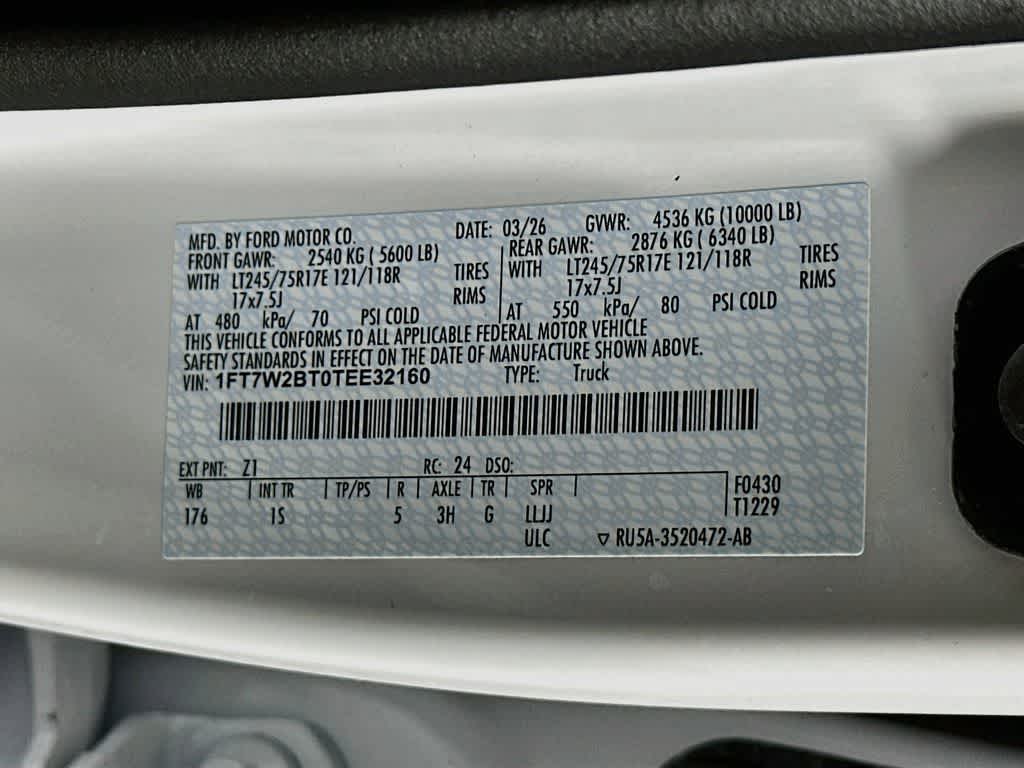 MFD. BY FORD MOTOR CO. DATE: 03/26 GVWR: 4536 KG (10000 LB)
FRONT GAWR: 2540 KG ( 5600 LB) REAR GAWR: 2876 KG ( 6340 LB)
WITH LT245/75R17E 121/118R TIRES WITH LT245/75R17E 121/118R TIRES
17x7.5J RIMS 17x7.5J RIMS
AT 480 kPa/ 70 PSI COLD AT 550 kPa/ 80 PSI COLD
THIS VEHICLE CONFORMS TO ALL APPLICABLE FEDERAL MOTOR VEHICLE
SAFETY STANDARDS IN EFFECT ON THE DATE OF MANUFACTURE SHOWN ABOVE.
VIN: 1FT7W2BT0TEE32160 TYPE: Truck
EXT PNT: Z1 RC: 24 DSO:
WB INT TR TP/PS R AXLE TR SPR F0430
176 1S 5 3H G LLJJ T1229
ULC ▽ RU5A-3520472-AB